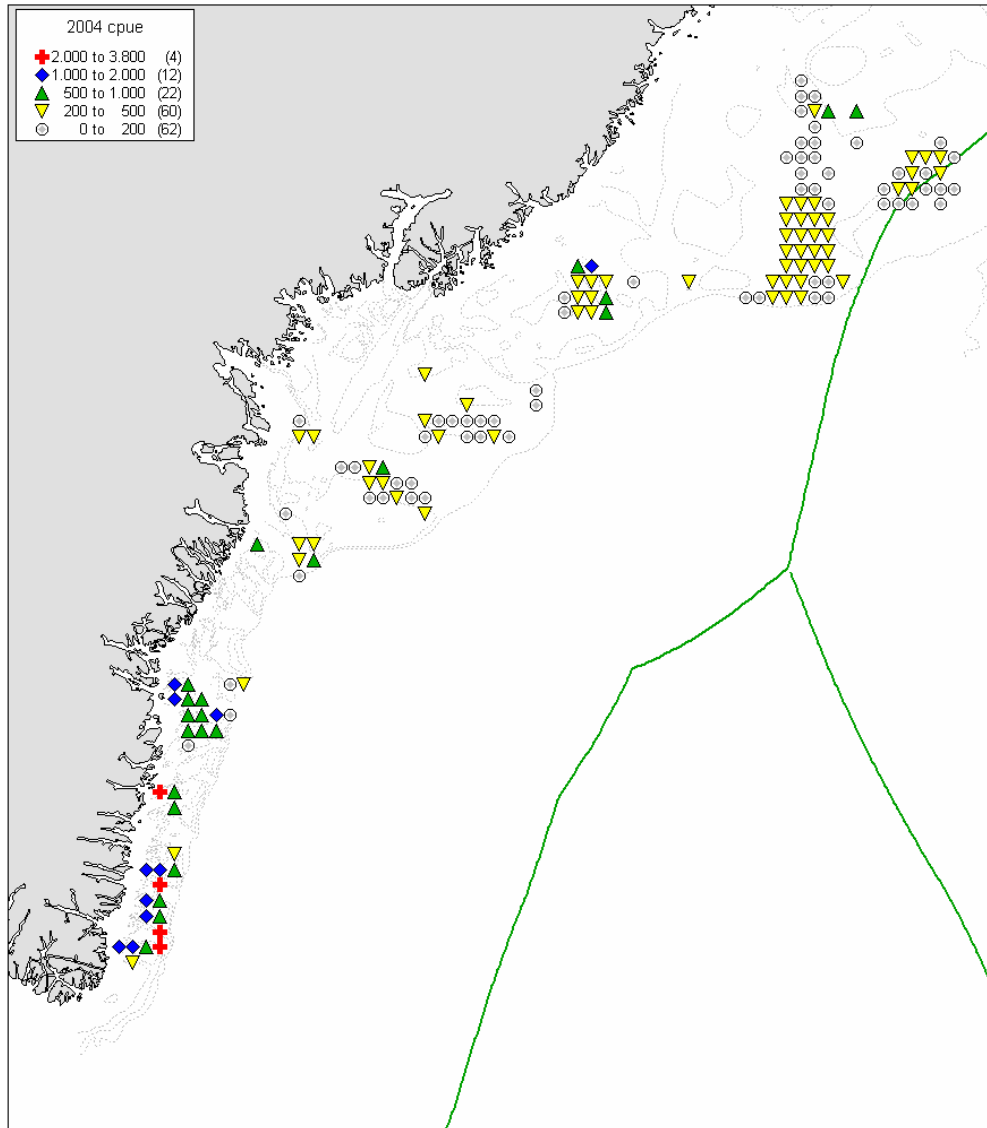 2004 cpue
2.000 to 3.800 (4)
1.000 to 2.000 (12)
500 to 1.000 (22)
200 to 500 (60)
0 to 200 (62)